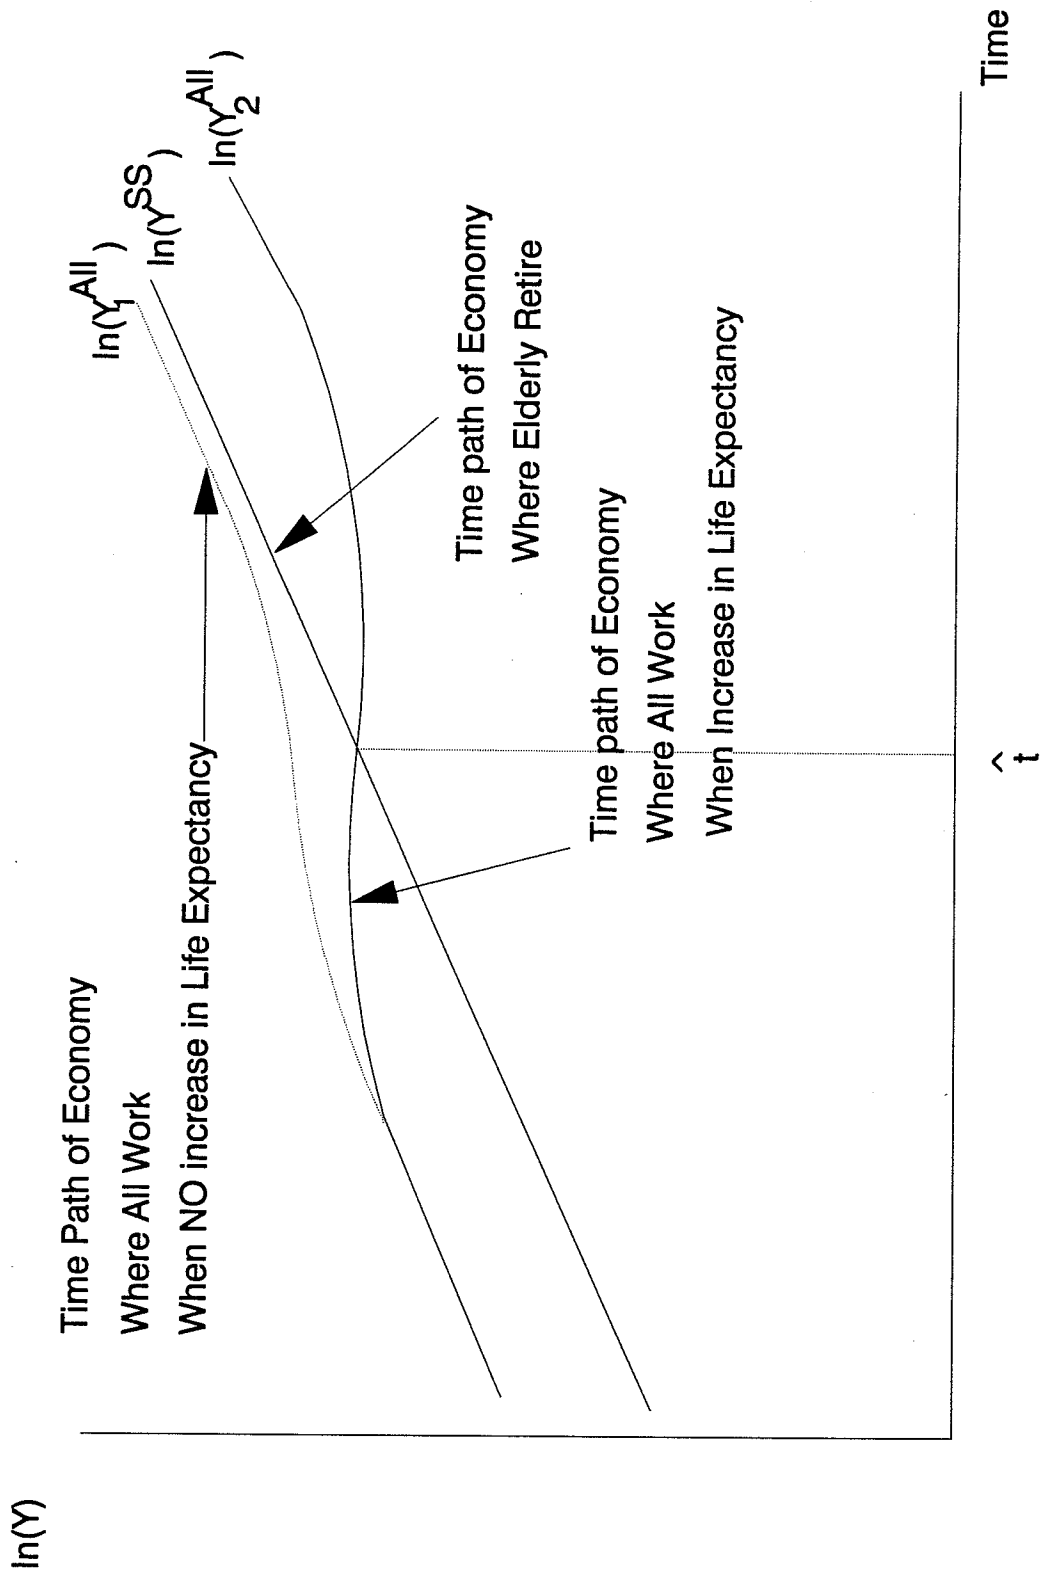 ln(Y)
Time Path of Economy
Where All Work
When NO increase in Life Expectancy
ln(Y₁ᴬˡˡ)
ln(Yˢˢ)
ln(Y₂ᴬˡˡ)
Time path of Economy
Where Elderly Retire
Time path of Economy
Where All Work
When Increase in Life Expectancy
t̂
Time